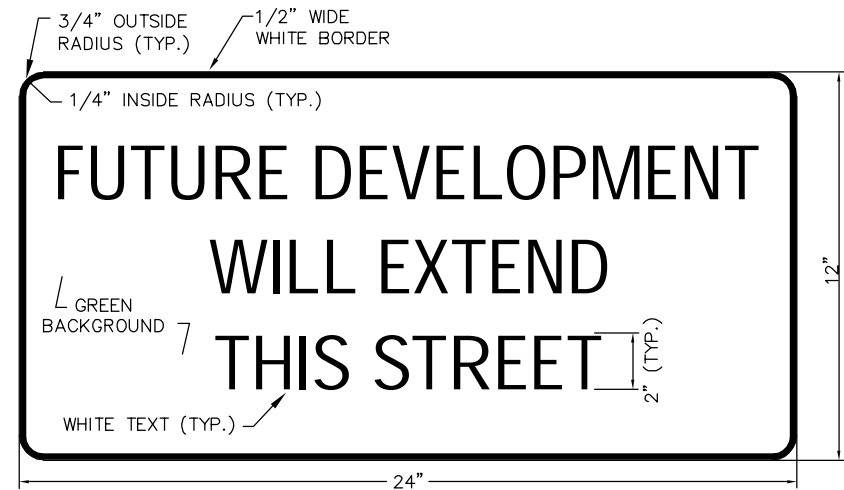 3/4" OUTSIDE
RADIUS (TYP.)
1/2" WIDE
WHITE BORDER
1/4" INSIDE RADIUS (TYP.)
FUTURE DEVELOPMENT
WILL EXTEND
THIS STREET
GREEN
BACKGROUND
WHITE TEXT (TYP.)
2" (TYP.)
12"
24"